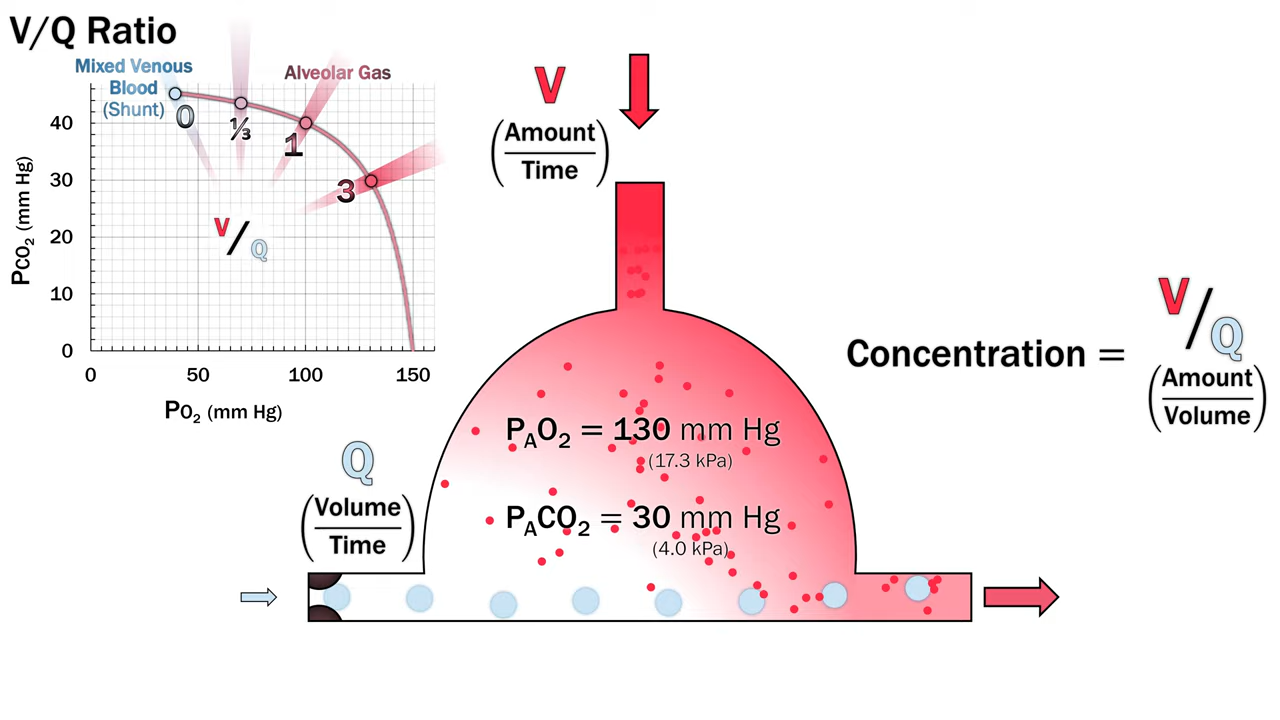 V/Q Ratio
Mixed Venous
Blood
(Shunt)
Alveolar Gas
0
⅓
1
3
V/Q
PCO₂ (mm Hg)
40
30
20
10
0
0 50 100 150
PO₂ (mm Hg)
V
(Amount
Time)
PAO₂ = 130 mm Hg
(17.3 kPa)
PACO₂ = 30 mm Hg
(4.0 kPa)
Q
(Volume
Time)
Concentration = V/Q
(Amount
Volume)